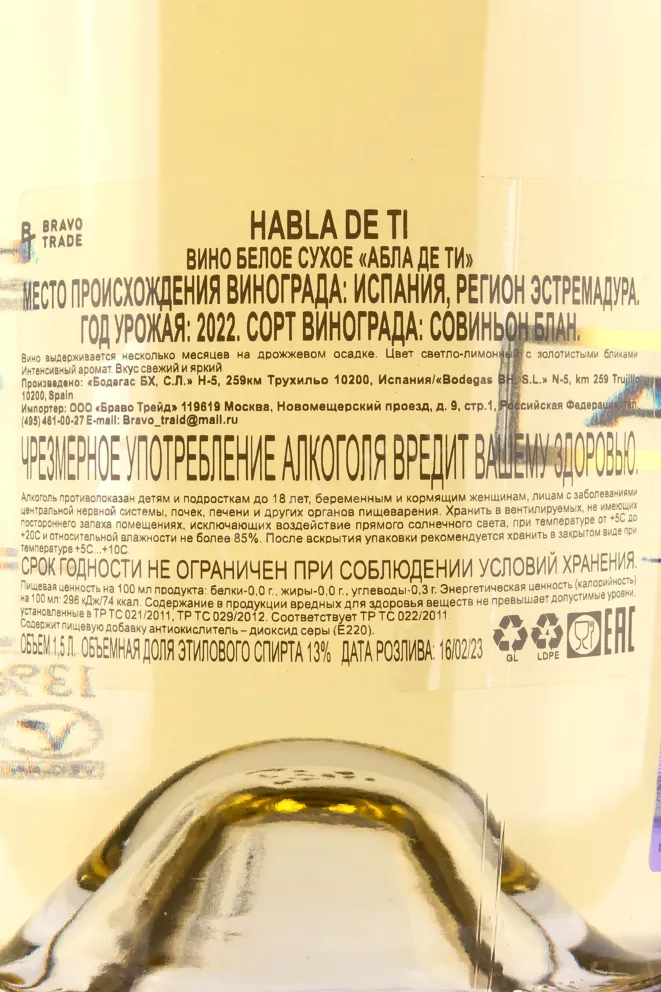 BRAVO
TRADE
HABLA DE TI
ВИНО БЕЛОЕ СУХОЕ «АБЛА ДЕ ТИ»
МЕСТО ПРОИСХОЖДЕНИЯ ВИНОГРАДА: ИСПАНИЯ, РЕГИОН ЭСТРЕМАДУРА.
ГОД УРОЖАЯ: 2022. СОРТ ВИНОГРАДА: СОВИНЬОН БЛАН.
Вино выдерживается несколько месяцев на дрожжевом осадке. Цвет светло-лимонный с золотистыми бликами
Интенсивный аромат. Вкус свежий и яркий
Произведено: «Бодегас БХ, С.Л.» Н-5, 259км Трухильо 10200, Испания/«Bodegas BH, S.L.» N-5, km 259 Trujillo
10200, Spain
Импортер: ООО «Браво Трейд» 119619 Москва, Новомещерский проезд, д. 9, стр.1, Российская Федерация, тел.
(495) 461-00-27 E-mail: Bravo_traid@mail.ru
ЧРЕЗМЕРНОЕ УПОТРЕБЛЕНИЕ АЛКОГОЛЯ ВРЕДИТ ВАШЕМУ ЗДОРОВЬЮ.
Алкоголь противопоказан детям и подросткам до 18 лет, беременным и кормящим женщинам, лицам с заболеваниями
центральной нервной системы, почек, печени и других органов пищеварения. Хранить в вентилируемых, не имеющих
постороннего запаха помещениях, исключающих воздействие прямого солнечного света, при температуре от +5С до
+20С и относительной влажности не более 85%. После вскрытия упаковки рекомендуется хранить в закрытом виде при
температуре +5С...+10С.
СРОК ГОДНОСТИ НЕ ОГРАНИЧЕН ПРИ СОБЛЮДЕНИИ УСЛОВИЙ ХРАНЕНИЯ.
Пищевая ценность на 100 мл продукта: белки-0,0 г., жиры-0,0 г., углеводы-0,3 г. Энергетическая ценность (калорийность)
на 100 мл: 298 кДж/74 ккал. Содержание в продукции вредных для здоровья веществ не превышает допустимые уровни,
установленные в ТР ТС 021/2011, ТР ТС 029/2012. Соответствует ТР ТС 022/2011.
Содержит пищевую добавку антиокислитель – диоксид серы (Е220).
ОБЪЕМ 1,5 Л. ОБЪЕМНАЯ ДОЛЯ ЭТИЛОВОГО СПИРТА 13% ДАТА РОЗЛИВА: 16/02/23
GL LDPE EAC